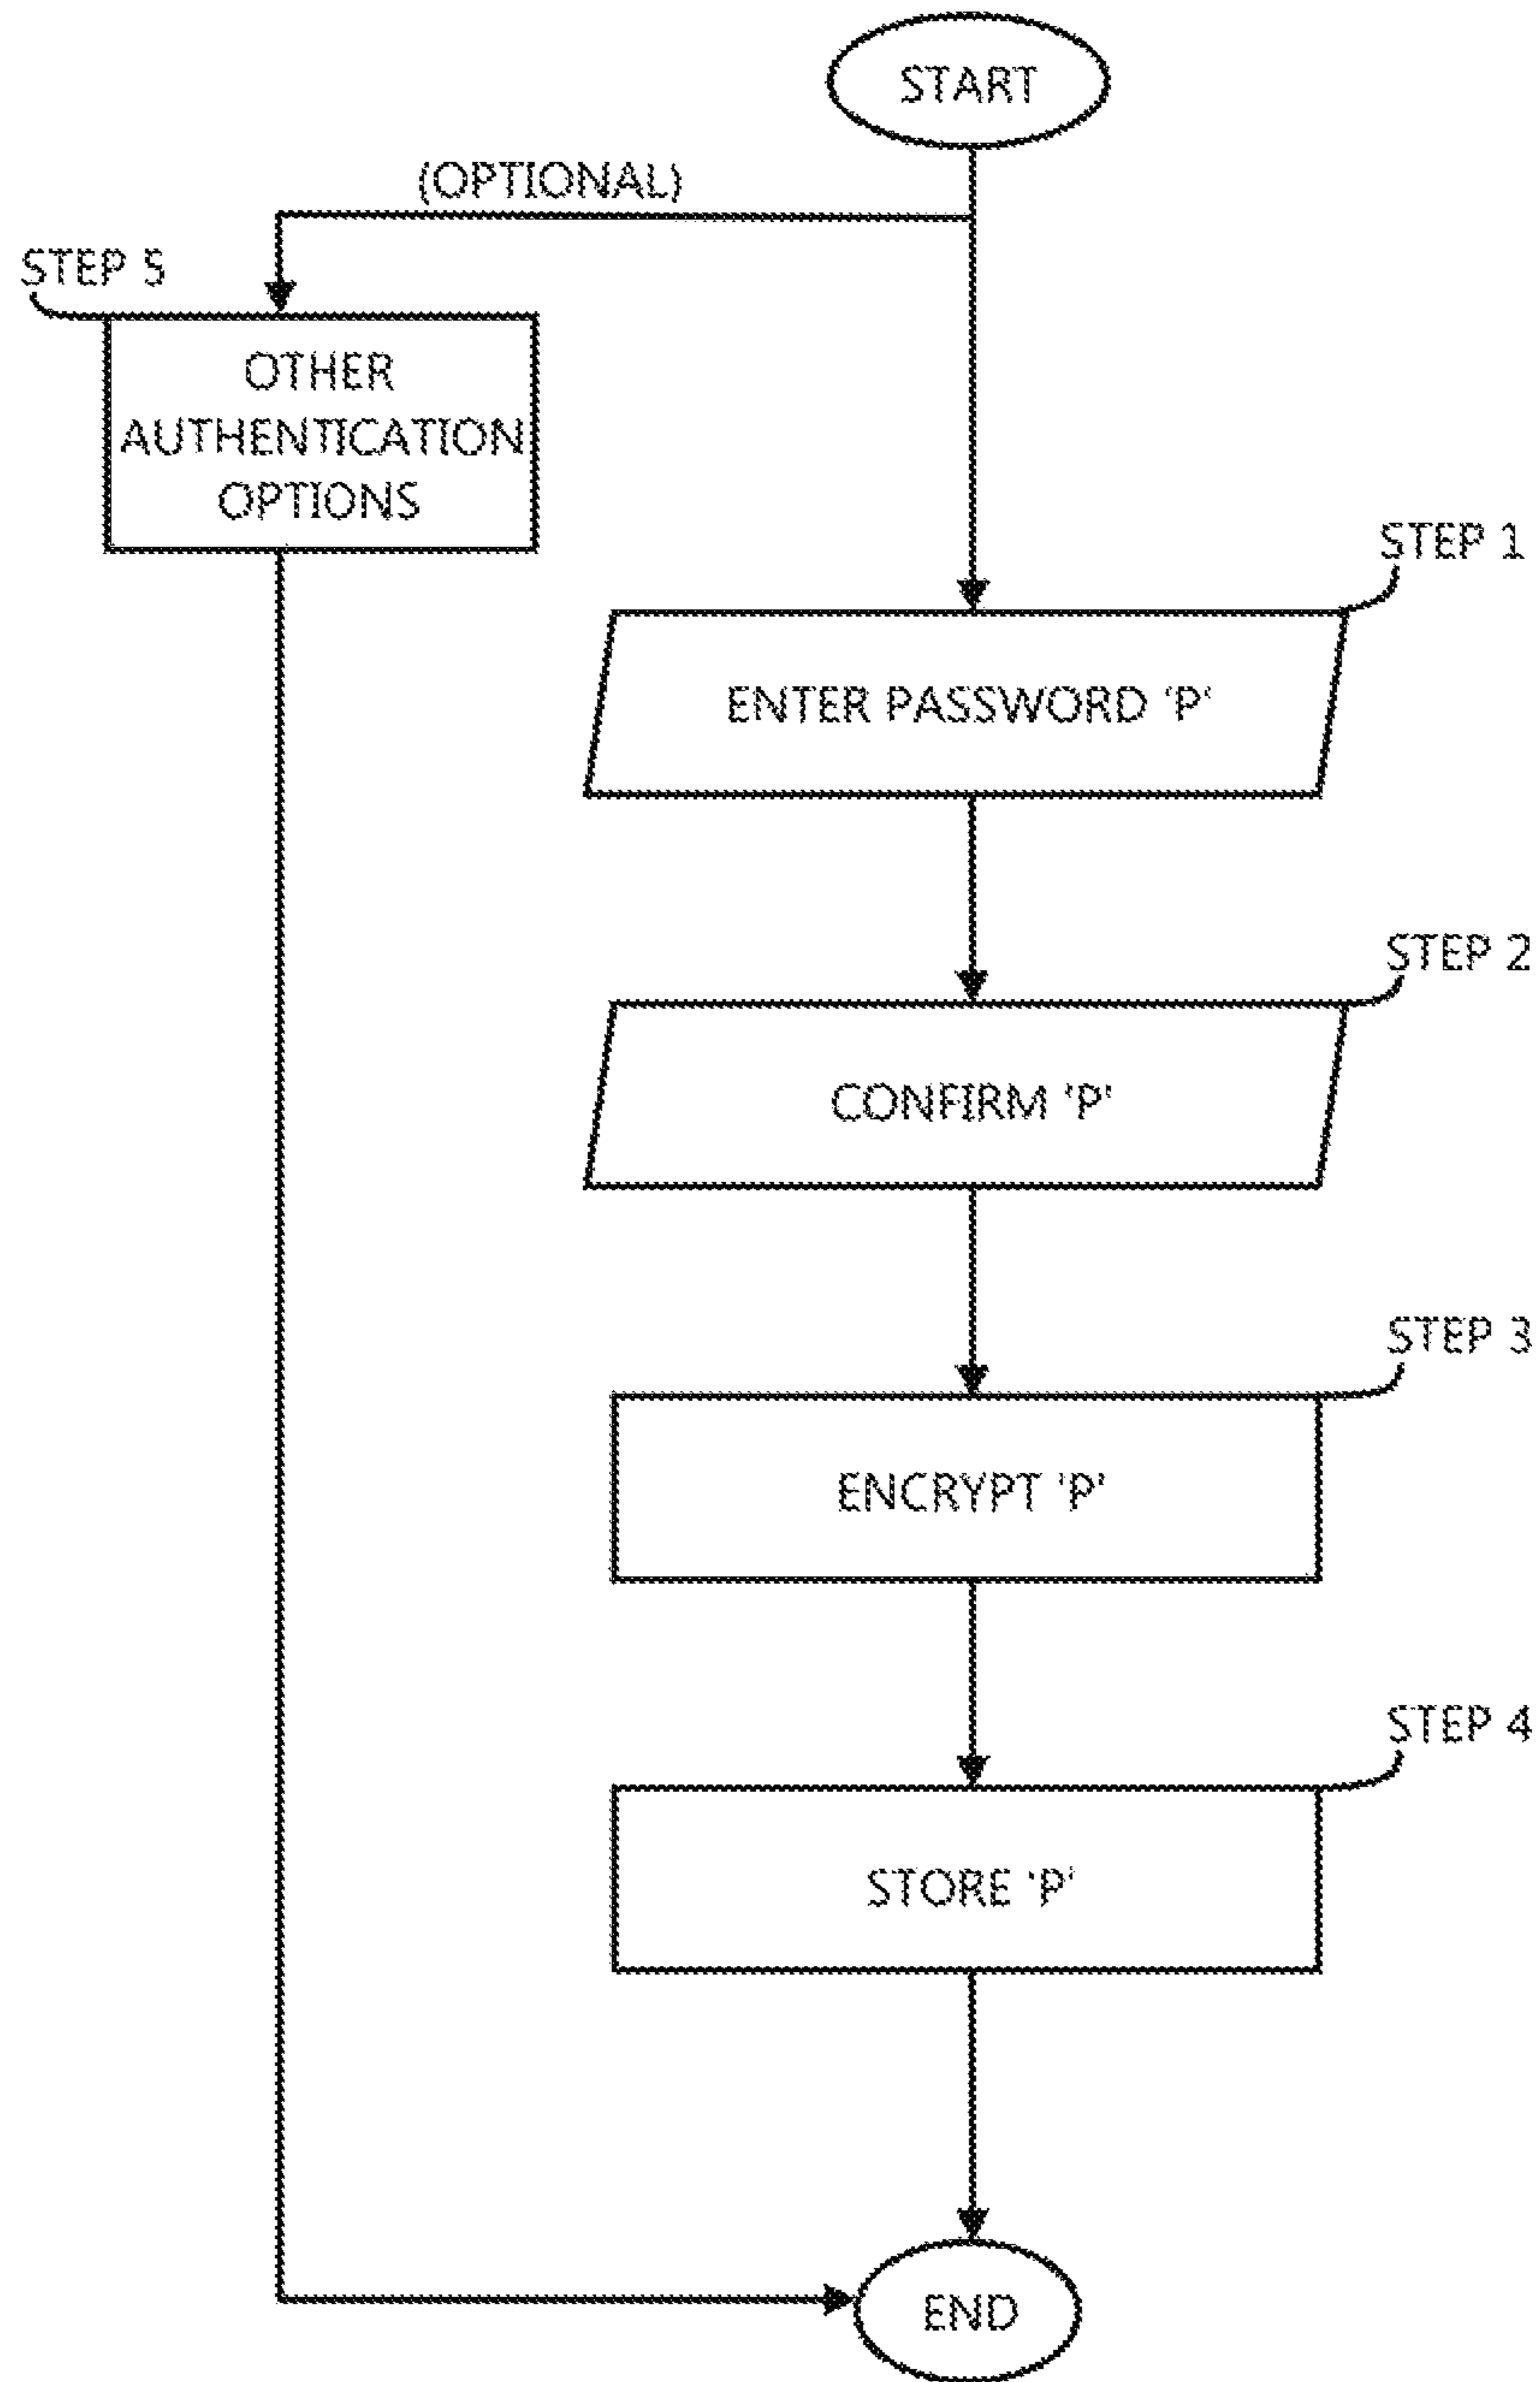 START
(OPTIONAL)
STEP 5
OTHER
AUTHENTICATION
OPTIONS
STEP 1
ENTER PASSWORD 'P'
STEP 2
CONFIRM 'P'
STEP 3
ENCRYPT 'P'
STEP 4
STORE 'P'
END